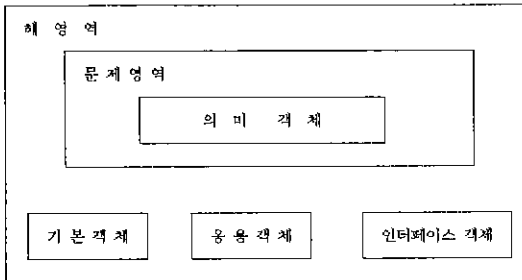 해 영 역
문 제 영 역
의 미 객 체
기 본 객 체
응 용 객 체
인터페이스 객체